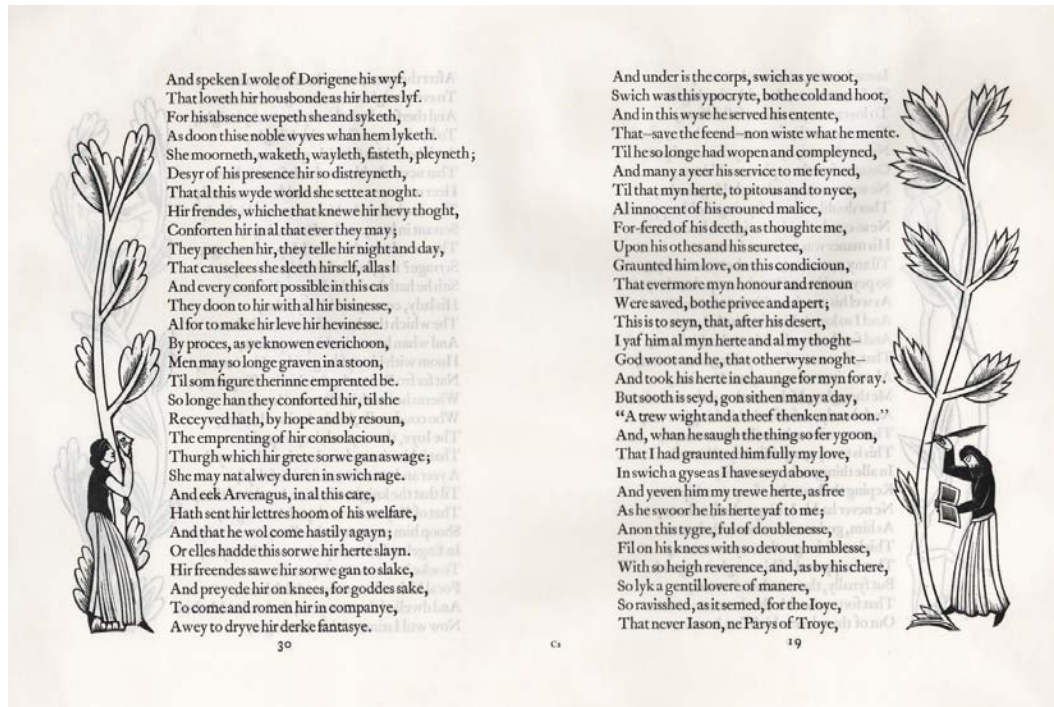 And speken I wole of Dorigene his wyf,
That loveth hir housbonde as hir hertes lyf.
For his absence wepeth she and syketh,
As doon thise noble wyves whan hem lyketh.
She moorneth, waketh, wayleth, fasteth, pleyneth;
Desyr of his presence hir so distreyneth,
That al this wyde world she sette at noght.
Hir frendes, whiche that knewe hir hevy thoght,
Conforten hir in al that ever they may;
They prechen hir, they telle hir night and day,
That causelees she sleeth hirself, allas!
And every confort possible in this cas
They doon to hir with al hir bisinesse,
Al for to make hir leve hir hevinesse.
By proces, as ye knowen everichoon,
Men may so longe graven in a stoon,
Til som figure therinne emprented be.
So longe han they conforted hir, til she
Receyved hath, by hope and by resoun,
The emprenting of hir consolacioun,
Thurgh which hir grete sorwe gan aswage;
She may nat alwey duren in swich rage.
And eek Arveragus, in al this care,
Hath sent hir lettres hoom of his welfare,
And that he wol come hastily agayn;
Or elles hadde this sorwe hir herte slayn.
Hir freendes sawe hir sorwe gan to slake,
And preyede hir on knees, for goddes sake,
To come and romen hir in companye,
Awey to dryve hir derke fantasye.
30
And under is the corps, swich as ye woot,
Swich was this ypocryte, bothe cold and hoot,
And in this wyse he served his entente,
That—save the feend—non wiste what he mente.
Til he so longe had wopen and compleyned,
And many a yeer his service to me feyned,
Til that myn herte, to pitous and to nyce,
Al innocent of his crouned malice,
For-fered of his deeth, as thoughte me,
Upon his othes and his seuretee,
Graunted him love, on this condicioun,
That evermore myn honour and renoun
Were saved, bothe privee and apert;
This is to seyn, that, after his desert,
I yaf him al myn herte and al my thoght—
God woot and he, that otherwyse noght—
And took his herte in chaunge for myn for ay.
But sooth is seyd, gon sithen many a day,
“A trew wight and a theef thenken nat oon.”
And, whan he saugh the thing so fer ygoon,
That I had graunted him fully my love,
In swich a gyse as I have seyd above,
And yeven him my trewe herte, as free
As he swoor he his herte yaf to me;
Anon this tygre, ful of doublenesse,
Fil on his knees with so devout humblesse,
With so heigh reverence, and, as by his chere,
So lyk a gentil lovere of manere,
So ravisshed, as it semed, for the Ioye,
That never Iason, ne Parys of Troye,
C2
19